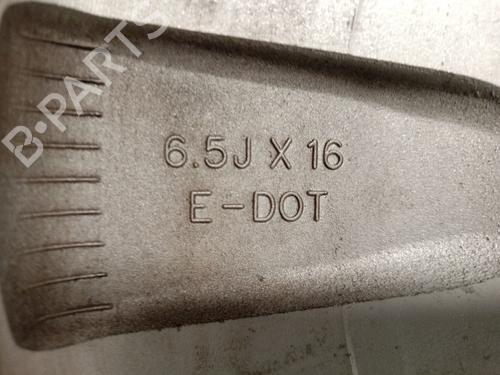 B-PARTS
6.5J X 16
E-DOT